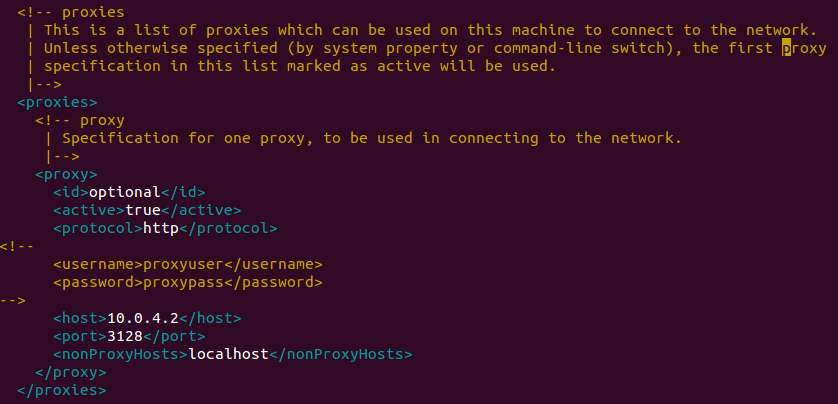 <!-- proxies
| This is a list of proxies which can be used on this machine to connect to the network.
| Unless otherwise specified (by system property or command-line switch), the first proxy
| specification in this list marked as active will be used.
|-->
<proxies>
<!-- proxy
| Specification for one proxy, to be used in connecting to the network.
|-->
<proxy>
<id>optional</id>
<active>true</active>
<protocol>http</protocol>
<!--
<username>proxyuser</username>
<password>proxypass</password>
-->
<host>10.0.4.2</host>
<port>3128</port>
<nonProxyHosts>localhost</nonProxyHosts>
</proxy>
</proxies>